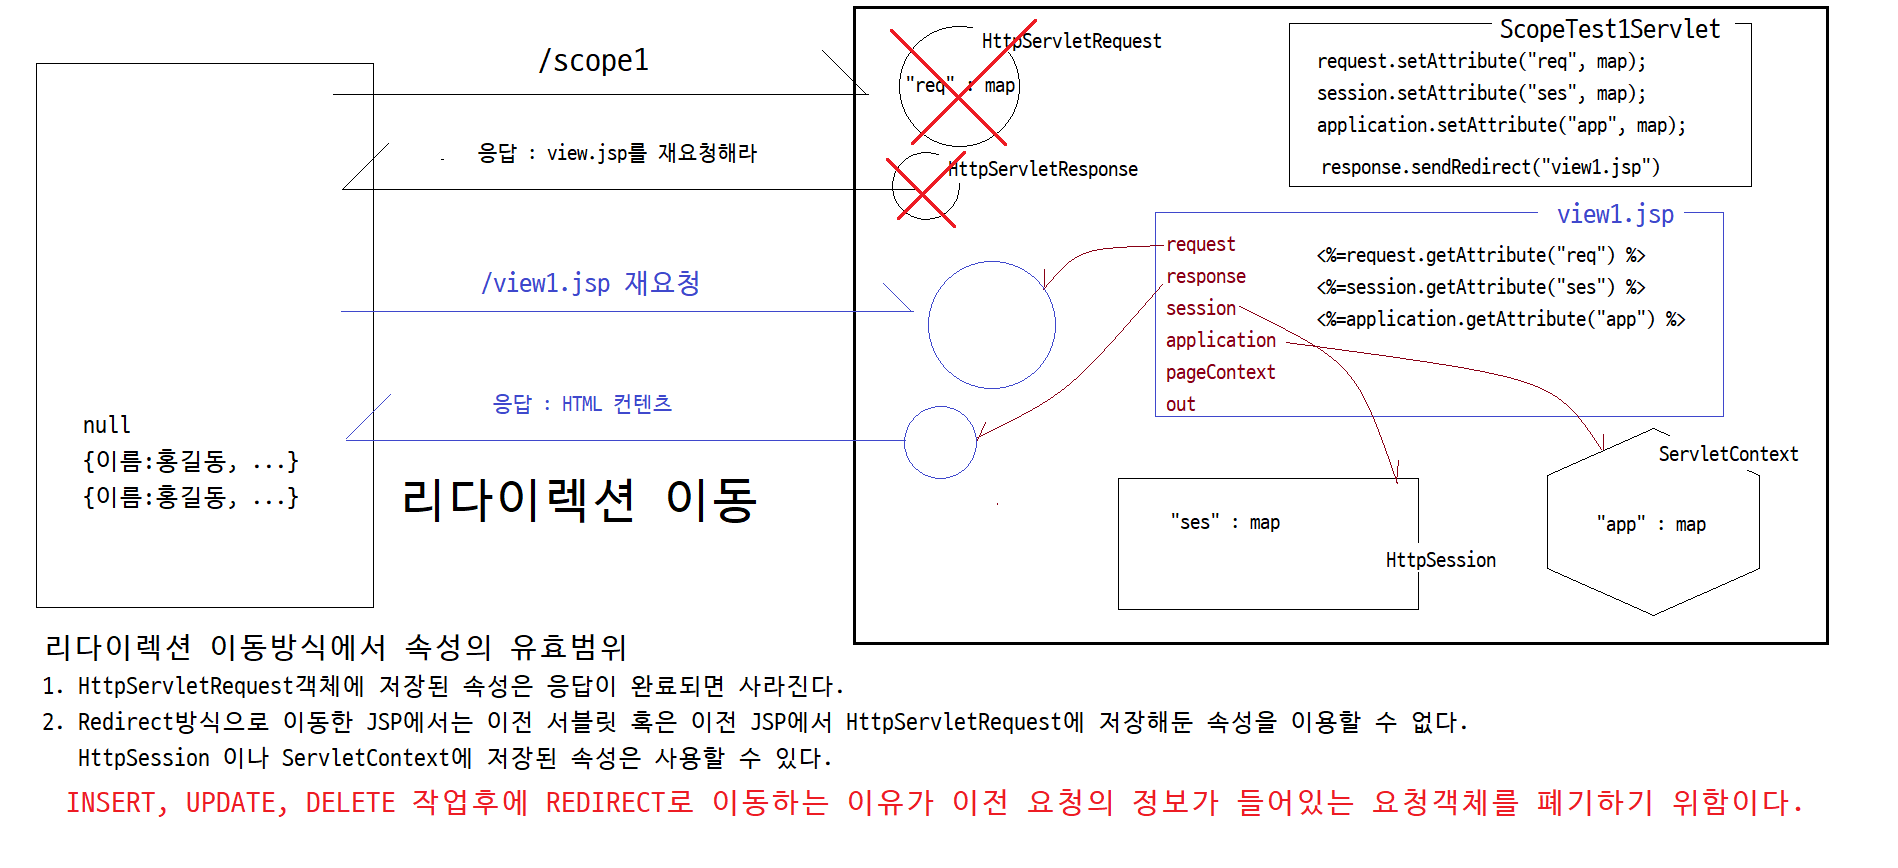 /scope1
응답 : view.jsp를 재요청해라
/view1.jsp 재요청
응답 : HTML 컨텐츠
null
{이름:홍길동, ...}
{이름:홍길동, ...}
리다이렉션 이동
HttpServletRequest
"req" : map
HttpServletResponse
ScopeTest1Servlet
request.setAttribute("req", map);
session.setAttribute("ses", map);
application.setAttribute("app", map);
response.sendRedirect("view1.jsp")
view1.jsp
request
response
session
application
pageContext
out
<%=request.getAttribute("req") %>
<%=session.getAttribute("ses") %>
<%=application.getAttribute("app") %>
"ses" : map
HttpSession
ServletContext
"app" : map
리다이렉션 이동방식에서 속성의 유효범위
1. HttpServletRequest객체에 저장된 속성은 응답이 완료되면 사라진다.
2. Redirect방식으로 이동한 JSP에서는 이전 서블릿 혹은 이전 JSP에서 HttpServletRequest에 저장해둔 속성을 이용할 수 없다.
HttpSession 이나 ServletContext에 저장된 속성은 사용할 수 있다.
INSERT, UPDATE, DELETE 작업후에 REDIRECT로 이동하는 이유가 이전 요청의 정보가 들어있는 요청객체를 폐기하기 위함이다.